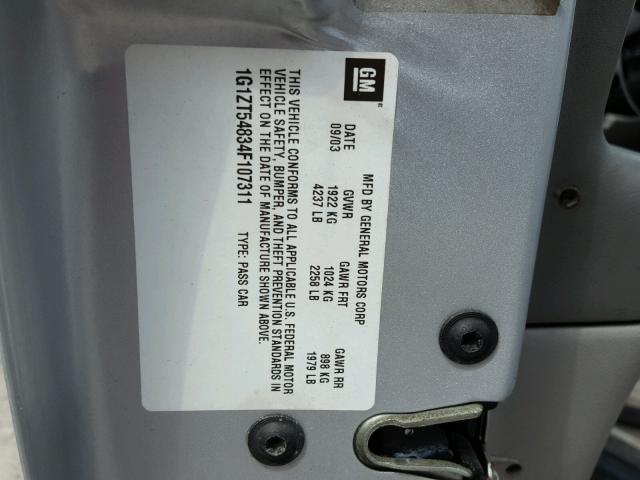 GM
MFD BY GENERAL MOTORS CORP
DATE GVWR GAWR FRT GAWR RR
09/03 1922 KG 1024 KG 898 KG
4237 LB 2258 LB 1979 LB
THIS VEHICLE CONFORMS TO ALL APPLICABLE U.S. FEDERAL MOTOR
VEHICLE SAFETY, BUMPER, AND THEFT PREVENTION STANDARDS IN
EFFECT ON THE DATE OF MANUFACTURE SHOWN ABOVE.
1G1ZT54834F107311 TYPE: PASS CAR